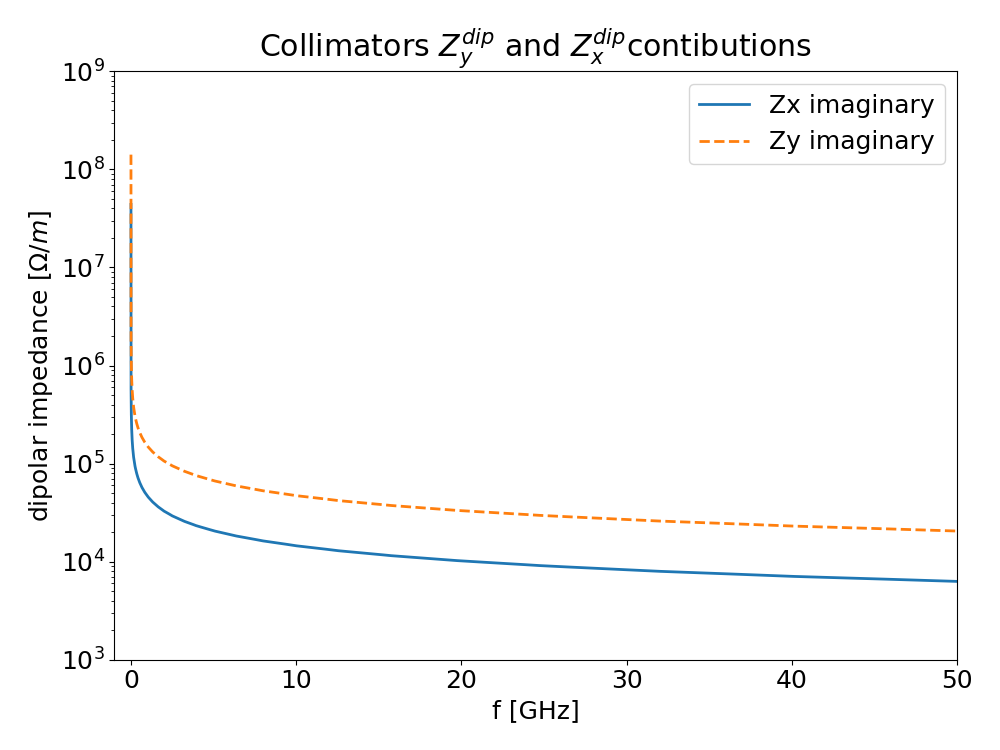 Collimators $Z_y^{dip}$ and $Z_x^{dip}$contibutions
Zx imaginary
Zy imaginary
dipolar impedance [Ω/m]
10⁹
10⁸
10⁷
10⁶
10⁵
10⁴
10³
0 10 20 30 40 50
f [GHz]